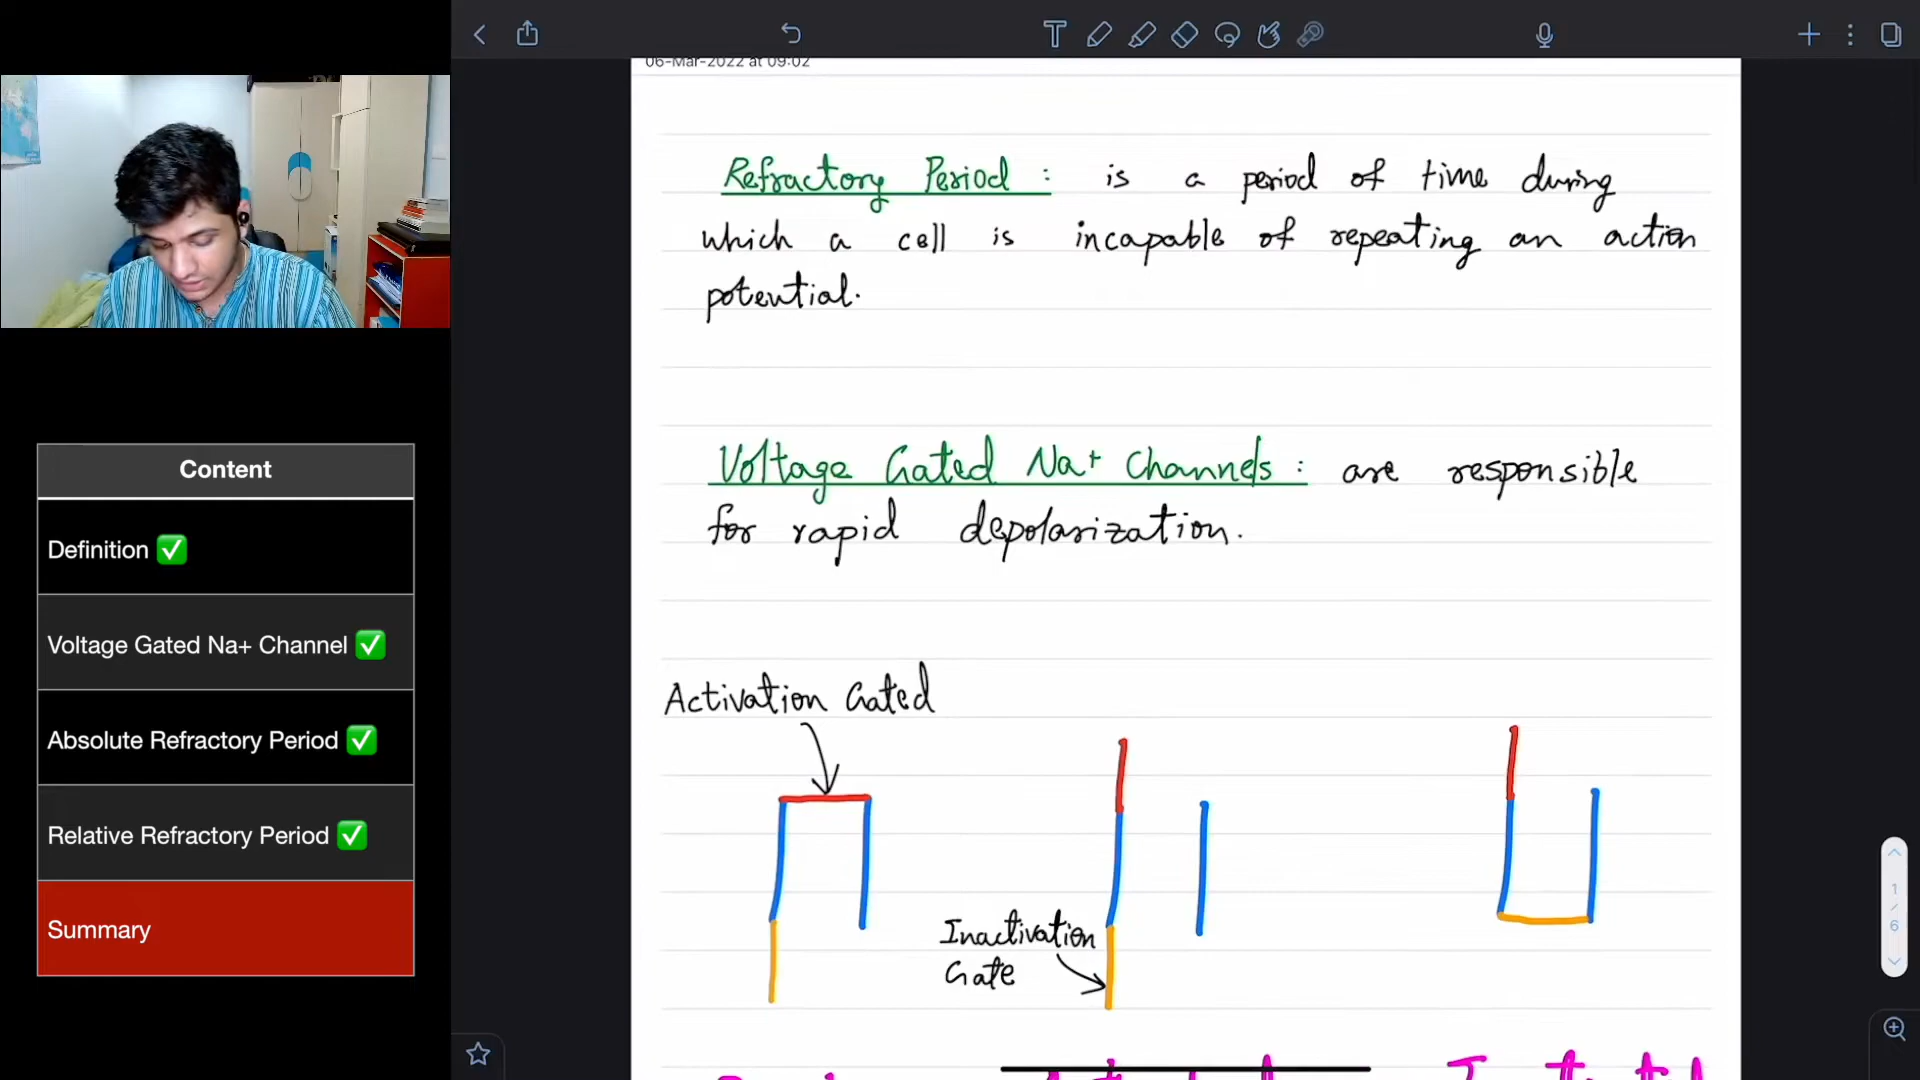 06-Mar-2022 at 09:02
Refractory Period : is a period of time during
which a cell is incapable of repeating an action
potential.
Voltage Gated Na+ Channels : are responsible
for rapid depolarization.
Activation Gated
Inactivation
Gate
1
/
6
Content
Definition ✅
Voltage Gated Na+ Channel ✅
Absolute Refractory Period ✅
Relative Refractory Period ✅
Summary